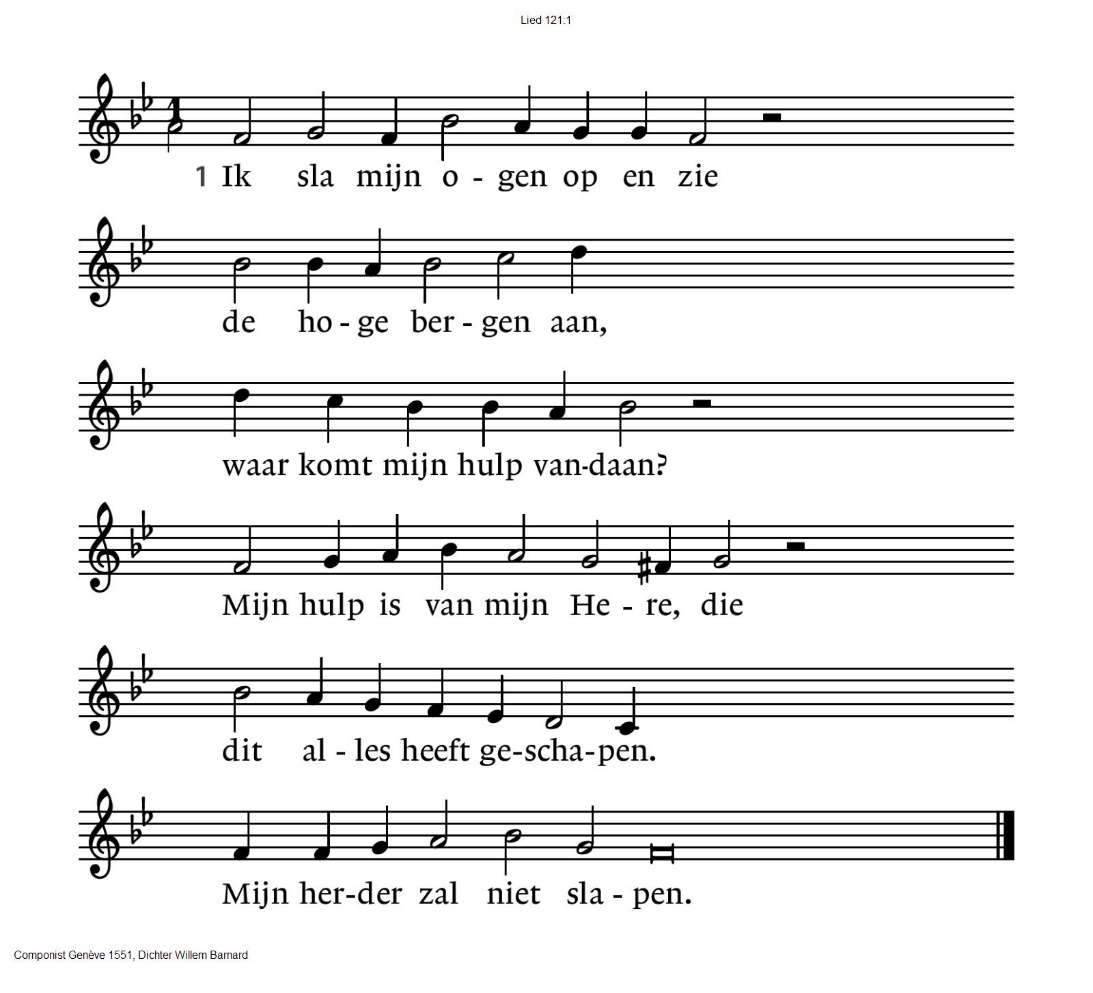 Lied 121:1
1
1 Ik sla mijn o - gen op en zie
de ho - ge ber - gen aan,
waar komt mijn hulp van-daan?
Mijn hulp is van mijn He - re, die
dit al - les heeft ge-scha-pen.
Mijn her-der zal niet sla - pen.
Componist Genève 1551, Dichter Willem Barnard